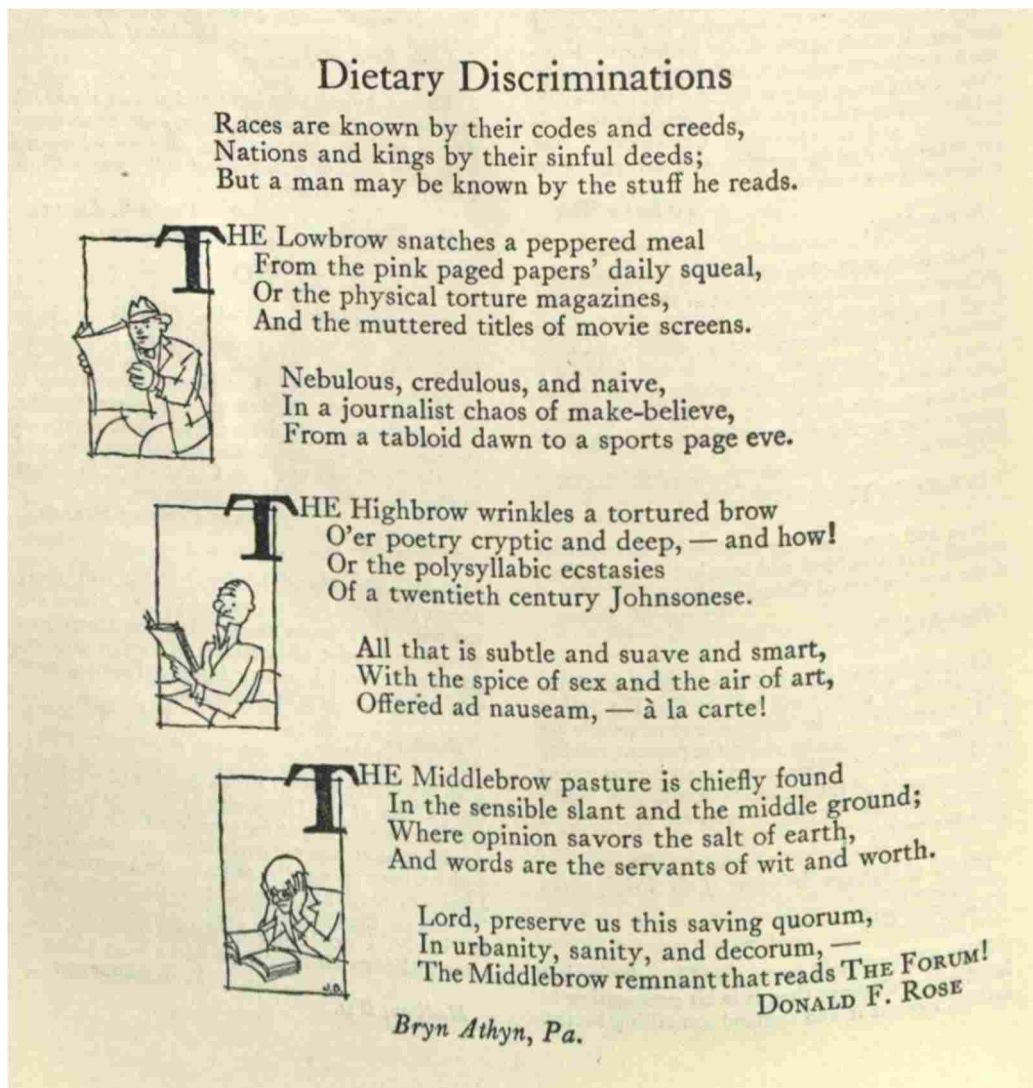 Dietary Discriminations
Races are known by their codes and creeds,
Nations and kings by their sinful deeds;
But a man may be known by the stuff he reads.
THE Lowbrow snatches a peppered meal
From the pink paged papers' daily squeal,
Or the physical torture magazines,
And the muttered titles of movie screens.
Nebulous, credulous, and naive,
In a journalist chaos of make-believe,
From a tabloid dawn to a sports page eve.
THE Highbrow wrinkles a tortured brow
O'er poetry cryptic and deep, — and how!
Or the polysyllabic ecstasies
Of a twentieth century Johnsonese.
All that is subtle and suave and smart,
With the spice of sex and the air of art,
Offered ad nauseam, — à la carte!
THE Middlebrow pasture is chiefly found
In the sensible slant and the middle ground;
Where opinion savors the salt of earth,
And words are the servants of wit and worth.
Lord, preserve us this saving quorum,
In urbanity, sanity, and decorum, —
The Middlebrow remnant that reads THE FORUM!
DONALD F. ROSE
Bryn Athyn, Pa.